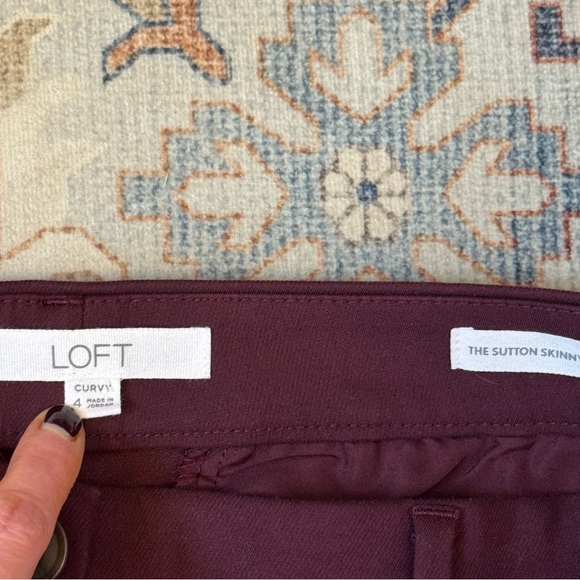 LOFT
THE SUTTON SKINNY
CURVY
4 MADE IN
JORDAN